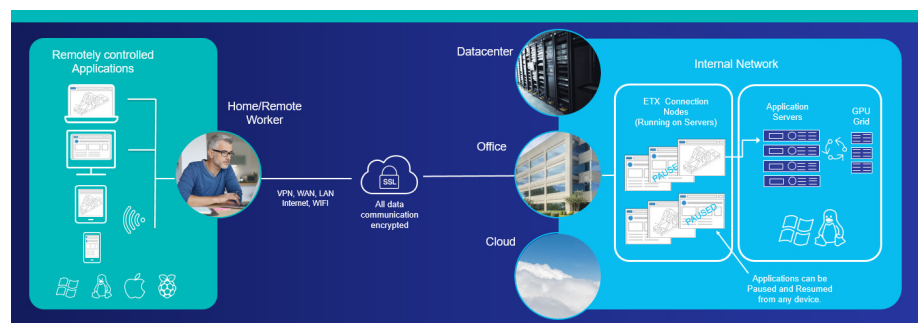 Remotely controlled
Applications
Home/Remote
Worker
VPN, WAN, LAN
Internet, WIFI
SSL
All data
communication
encrypted
Datacenter
Office
Cloud
Internal Network
ETX Connection
Nodes
(Running on Servers)
PAUSE
PAUSED
Application
Servers
GPU
Grid
Applications can be
Paused and Resumed
from any device.